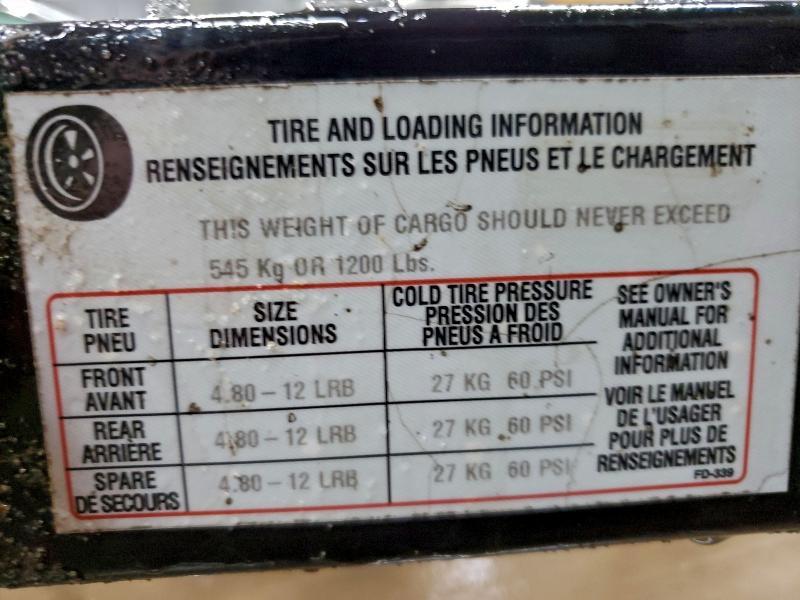 TIRE AND LOADING INFORMATION
RENSEIGNEMENTS SUR LES PNEUS ET LE CHARGEMENT
THIS WEIGHT OF CARGO SHOULD NEVER EXCEED
545 Kg OR 1200 Lbs.
TIRE
PNEU
SIZE
DIMENSIONS
COLD TIRE PRESSURE
PRESSION DES
PNEUS A FROID
SEE OWNER'S
MANUAL FOR
ADDITIONAL
INFORMATION
VOIR LE MANUEL
DE L'USAGER
POUR PLUS DE
RENSEIGNEMENTS
FRONT
AVANT
4.80 – 12 LRB
27 KG 60 PSI
REAR
ARRIÈRE
4.80 – 12 LRB
27 KG 60 PSI
SPARE
DE SECOURS
4.80 – 12 LRB
27 KG 60 PSI
FD-339